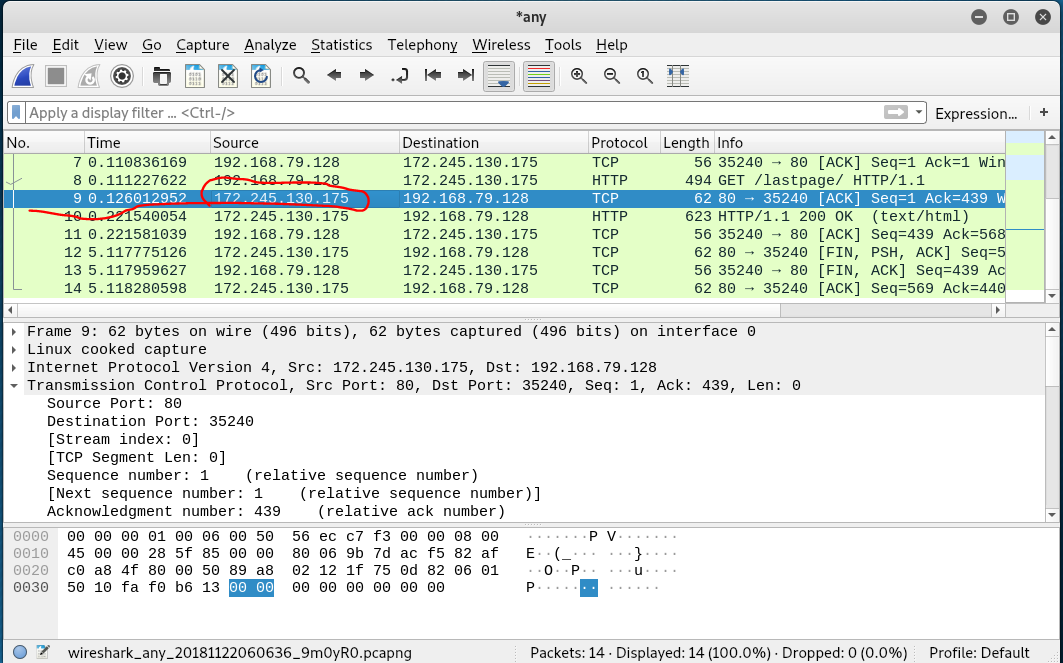 *any
File Edit View Go Capture Analyze Statistics Telephony Wireless Tools Help
Apply a display filter ... <Ctrl-/> Expression... +
No. Time Source Destination Protocol Length Info
7 0.110836169 192.168.79.128 172.245.130.175 TCP 56 35240 → 80 [ACK] Seq=1 Ack=1 Win
8 0.111227622 192.168.79.128 172.245.130.175 HTTP 494 GET /lastpage/ HTTP/1.1
9 0.126012952 172.245.130.175 192.168.79.128 TCP 62 80 → 35240 [ACK] Seq=1 Ack=439 W
10 0.221540054 172.245.130.175 192.168.79.128 HTTP 623 HTTP/1.1 200 OK (text/html)
11 0.221581039 192.168.79.128 172.245.130.175 TCP 56 35240 → 80 [ACK] Seq=439 Ack=568
12 5.117775126 172.245.130.175 192.168.79.128 TCP 62 80 → 35240 [FIN, PSH, ACK] Seq=5
13 5.117959627 192.168.79.128 172.245.130.175 TCP 56 35240 → 80 [FIN, ACK] Seq=439 Ac
14 5.118280598 172.245.130.175 192.168.79.128 TCP 62 80 → 35240 [ACK] Seq=569 Ack=440
Frame 9: 62 bytes on wire (496 bits), 62 bytes captured (496 bits) on interface 0
Linux cooked capture
Internet Protocol Version 4, Src: 172.245.130.175, Dst: 192.168.79.128
Transmission Control Protocol, Src Port: 80, Dst Port: 35240, Seq: 1, Ack: 439, Len: 0
Source Port: 80
Destination Port: 35240
[Stream index: 0]
[TCP Segment Len: 0]
Sequence number: 1 (relative sequence number)
[Next sequence number: 1 (relative sequence number)]
Acknowledgment number: 439 (relative ack number)
0000 00 00 00 01 00 06 00 50 56 ec c7 f3 00 00 08 00 ·······P V·······
0010 45 00 00 28 5f 85 00 00 80 06 9b 7d ac f5 82 af E··(_··· ···}····
0020 c0 a8 4f 80 00 50 89 a8 02 12 1f 75 0d 82 06 01 ··O··P·· ···u····
0030 50 10 fa f0 b6 13 00 00 00 00 00 00 00 00 P······· ······
wireshark_any_20181122060636_9m0yR0.pcapng Packets: 14 · Displayed: 14 (100.0%) · Dropped: 0 (0.0%) Profile: Default